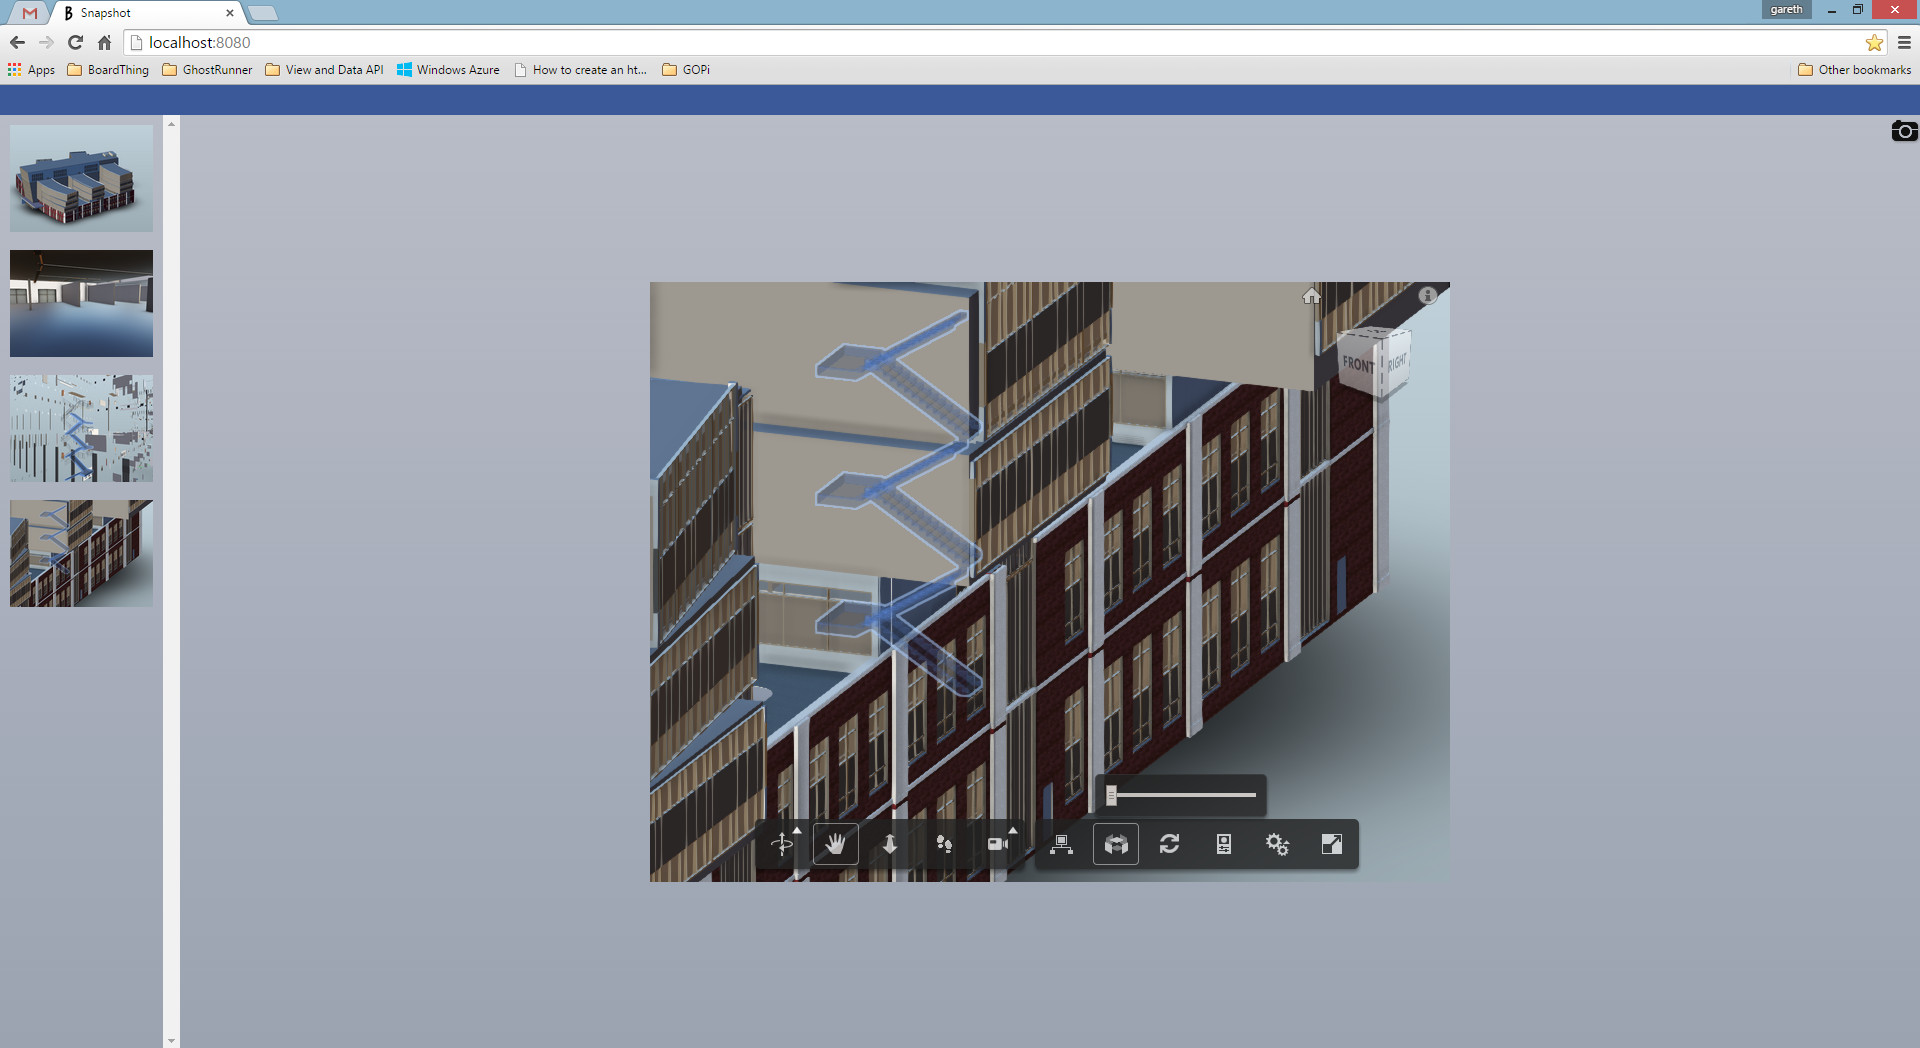 Snapshot
gareth
localhost:8080
Apps BoardThing GhostRunner View and Data API Windows Azure How to create an ht... GOPi Other bookmarks
FRONT RIGHT